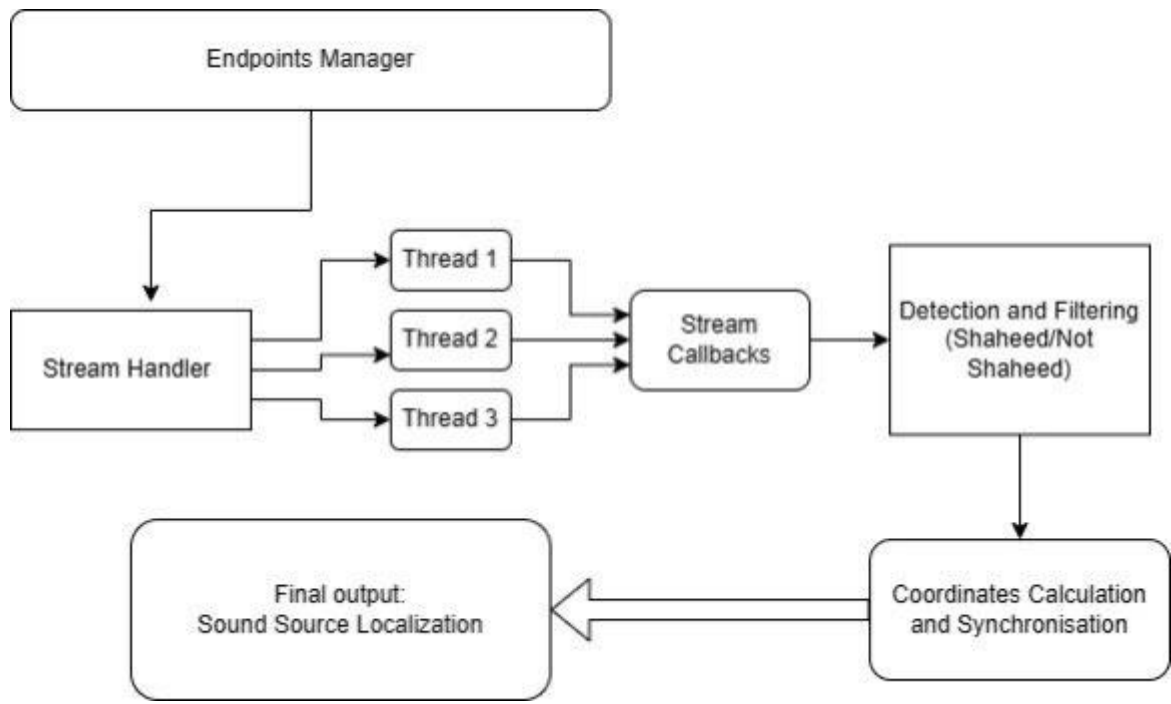 Endpoints Manager
Thread 1
Stream Handler
Thread 2
Thread 3
Stream
Callbacks
Detection and Filtering
(Shaheed/Not
Shaheed)
Final output:
Sound Source Localization
Coordinates Calculation
and Synchronisation